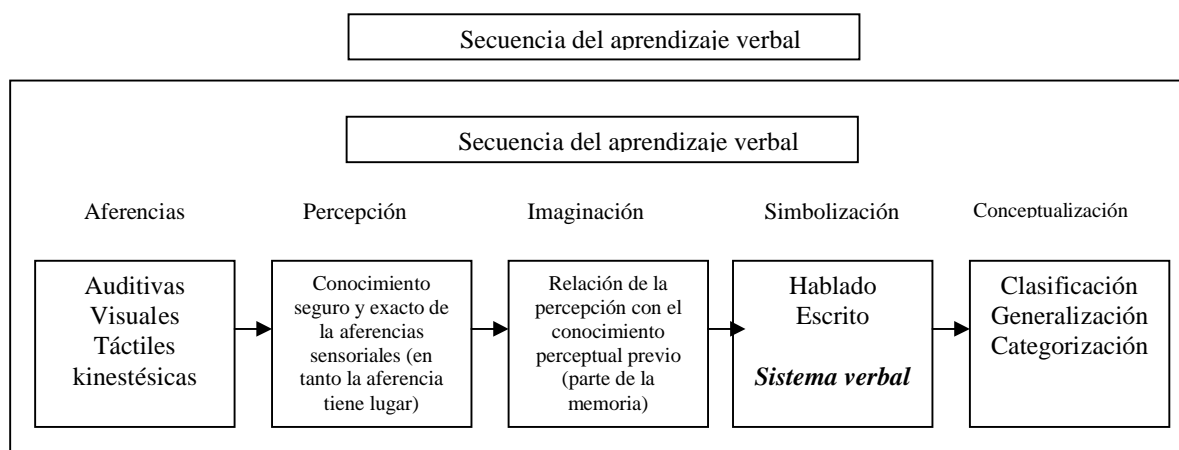 Secuencia del aprendizaje verbal
Secuencia del aprendizaje verbal
Aferencias
Percepción
Imaginación
Simbolización
Conceptualización
Auditivas
Visuales
Táctiles
kinestésicas
Conocimiento
seguro y exacto de
la aferencias
sensoriales (en
tanto la aferencia
tiene lugar)
Relación de la
percepción con el
conocimiento
perceptual previo
(parte de la
memoria)
Hablado
Escrito
Sistema verbal
Clasificación
Generalización
Categorización